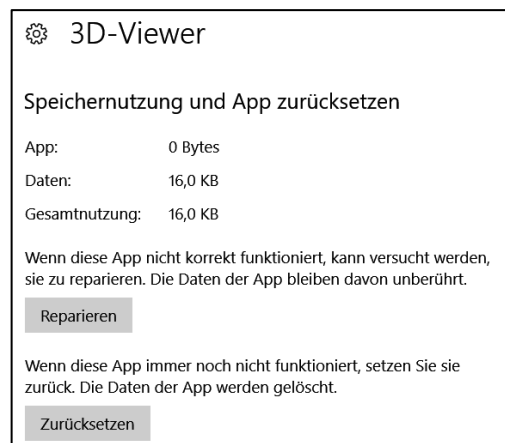 3D-Viewer
Speichernutzung und App zurücksetzen
App: 0 Bytes
Daten: 16,0 KB
Gesamtnutzung: 16,0 KB
Wenn diese App nicht korrekt funktioniert, kann versucht werden,
sie zu reparieren. Die Daten der App bleiben davon unberührt.
Reparieren
Wenn diese App immer noch nicht funktioniert, setzen Sie sie
zurück. Die Daten der App werden gelöscht.
Zurücksetzen